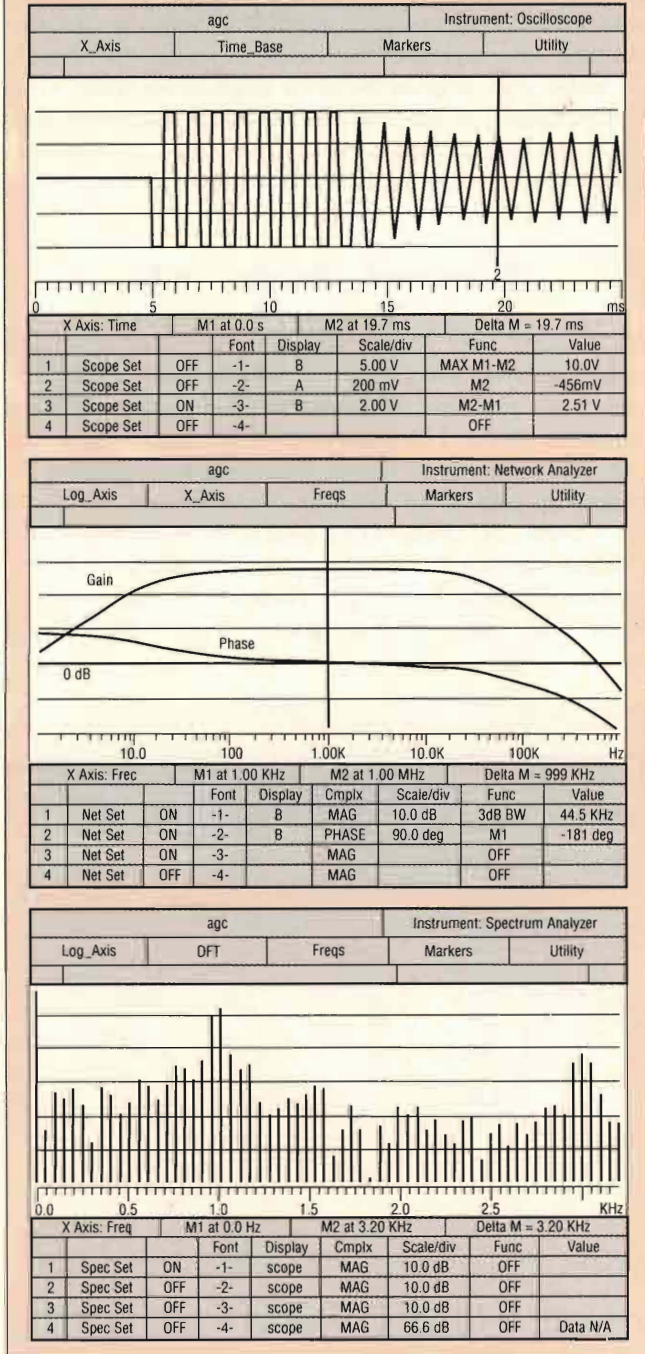 agc Instrument: Oscilloscope
X_Axis Time_Base Markers Utility
2
0 5 10 15 20 ms
X Axis: Time M1 at 0.0 s M2 at 19.7 ms Delta M = 19.7 ms
Font Display Scale/div Func Value
1 Scope Set OFF -1- B 5.00 V MAX M1-M2 10.0V
2 Scope Set OFF -2- A 200 mV M2 -456mV
3 Scope Set ON -3- B 2.00 V M2-M1 2.51 V
4 Scope Set OFF -4- OFF
agc Instrument: Network Analyzer
Log_Axis X_Axis Freqs Markers Utility
Gain
Phase
0 dB
10.0 100 1.00K 10.0K 100K Hz
X Axis: Frec M1 at 1.00 KHz M2 at 1.00 MHz Delta M = 999 KHz
Font Display Cmplx Scale/div Func Value
1 Net Set ON -1- B MAG 10.0 dB 3dB BW 44.5 KHz
2 Net Set ON -2- B PHASE 90.0 deg M1 -181 deg
3 Net Set ON -3- MAG OFF
4 Net Set OFF -4- MAG OFF
agc Instrument: Spectrum Analyzer
Log_Axis DFT Freqs Markers Utility
0.0 0.5 1.0 1.5 2.0 2.5 KHz
X Axis: Freq M1 at 0.0 Hz M2 at 3.20 KHz Delta M = 3.20 KHz
Font Display Cmplx Scale/div Func Value
1 Spec Set ON -1- scope MAG 10.0 dB OFF
2 Spec Set OFF -2- scope MAG 10.0 dB OFF
3 Spec Set OFF -3- scope MAG 10.0 dB OFF
4 Spec Set OFF -4- scope MAG 66.6 dB OFF Data N/A